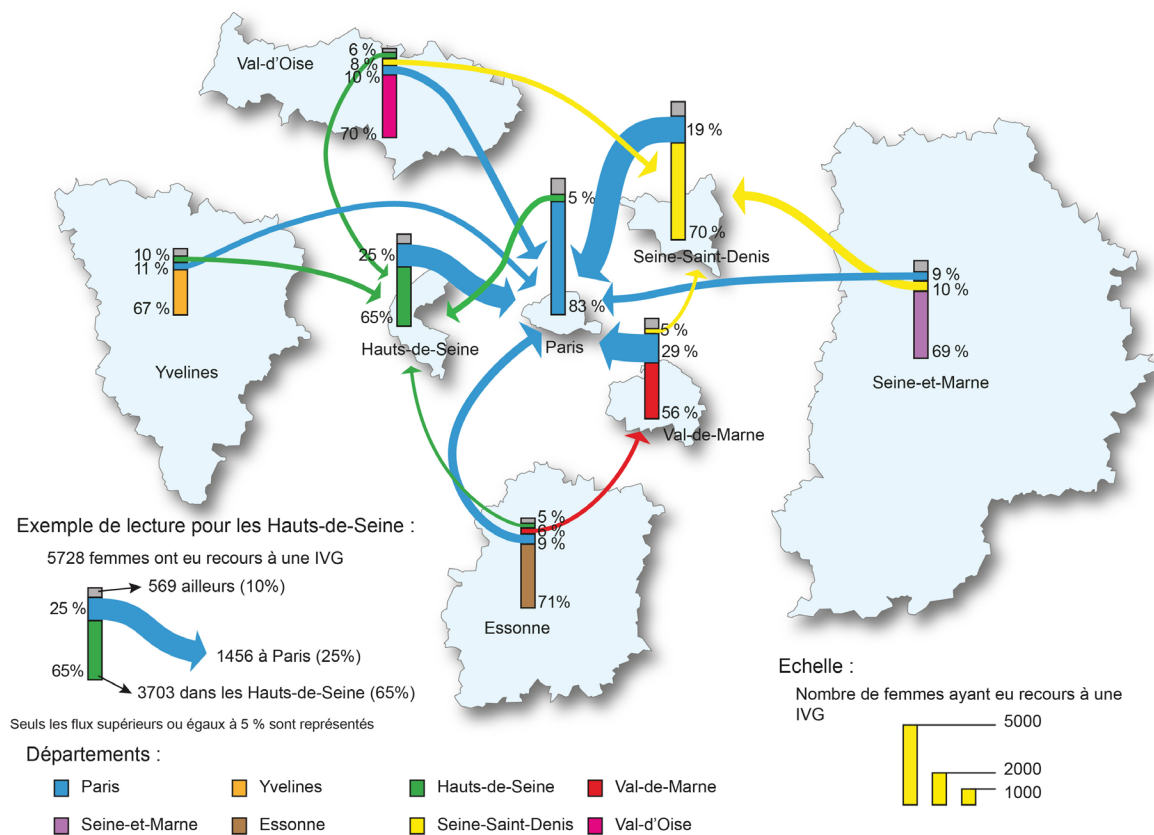 Val-d'Oise
6 %
8 %
10 %
70 %
19 %
70 %
Seine-Saint-Denis
5 %
83 %
Paris
10 %
11 %
67 %
Yvelines
25 %
65%
Hauts-de-Seine
9 %
10 %
69 %
Seine-et-Marne
5 %
29 %
56 %
Val-de-Marne
5 %
6 %
9 %
71%
Essonne
Exemple de lecture pour les Hauts-de-Seine :
5728 femmes ont eu recours à une IVG
569 ailleurs (10%)
25 %
1456 à Paris (25%)
65%
3703 dans les Hauts-de-Seine (65%)
Seuls les flux supérieurs ou égaux à 5 % sont représentés
Echelle :
Nombre de femmes ayant eu recours à une
IVG
5000
2000
1000
Départements :
Paris
Yvelines
Hauts-de-Seine
Val-de-Marne
Seine-et-Marne
Essonne
Seine-Saint-Denis
Val-d'Oise